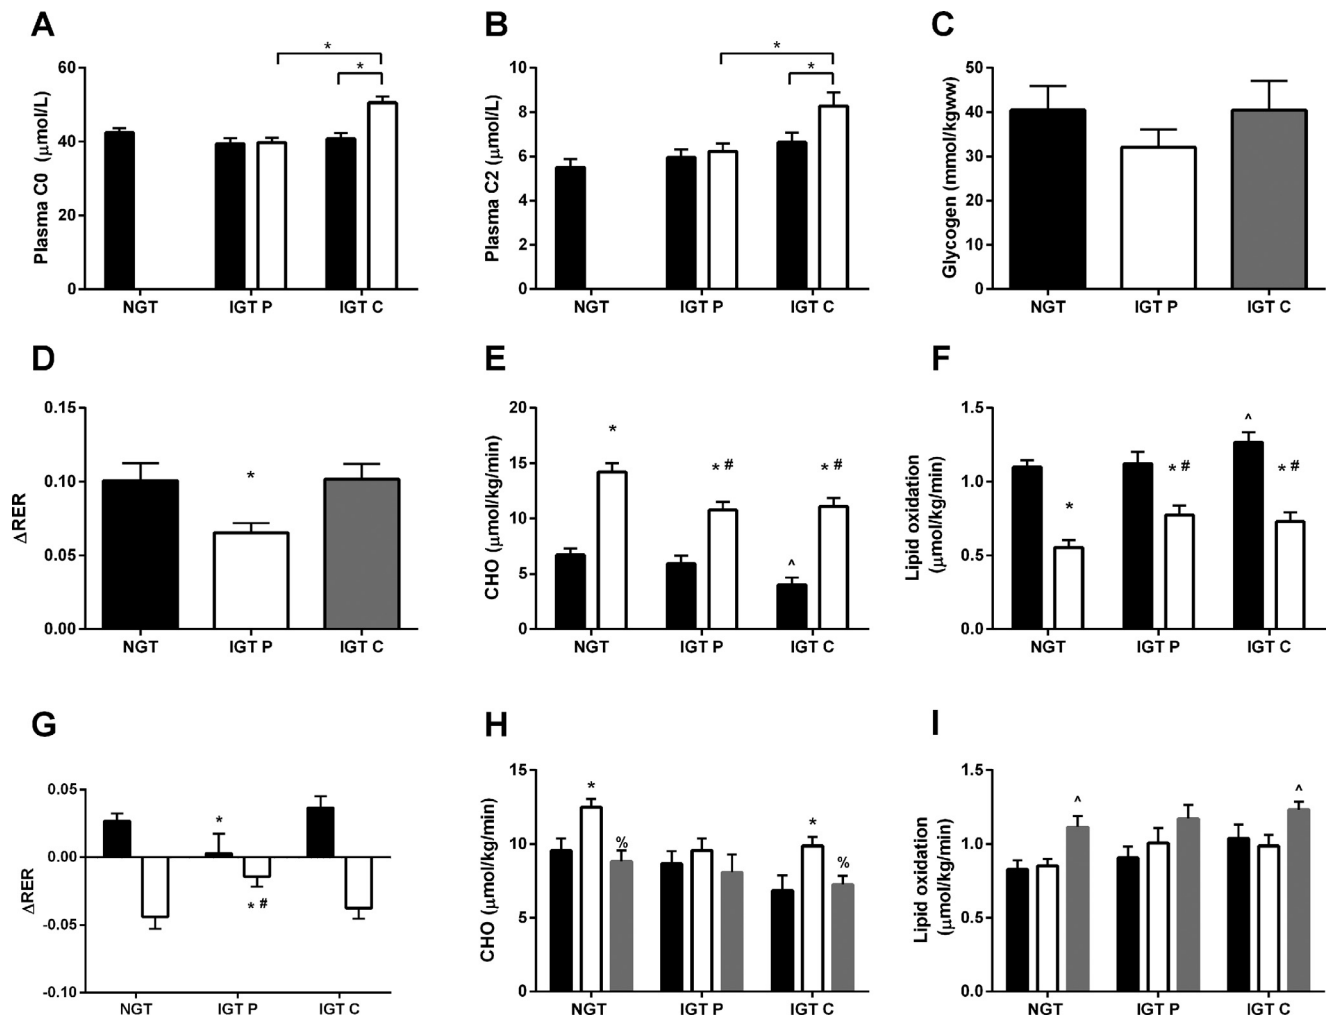 A
Plasma C0 (μmol/L)
60
40
20
0
*
*
NGT
IGT P
IGT C
B
Plasma C2 (μmol/L)
10
8
6
4
2
0
*
*
NGT
IGT P
IGT C
C
Glycogen (mmol/kgww)
50
40
30
20
10
0
NGT
IGT P
IGT C
D
ΔRER
0.15
0.10
0.05
0.00
*
NGT
IGT P
IGT C
E
CHO (μmol/kg/min)
20
15
10
5
0
*
* #
^
* #
NGT
IGT P
IGT C
F
Lipid oxidation
(μmol/kg/min)
1.5
1.0
0.5
0.0
*
* #
^
* #
NGT
IGT P
IGT C
G
ΔRER
0.05
0.00
-0.05
-0.10
*
* #
NGT
IGT P
IGT C
H
CHO (μmol/kg/min)
15
10
5
0
*
%
*
%
NGT
IGT P
IGT C
I
Lipid oxidation
(μmol/kg/min)
1.5
1.0
0.5
0.0
^
^
NGT
IGT P
IGT C